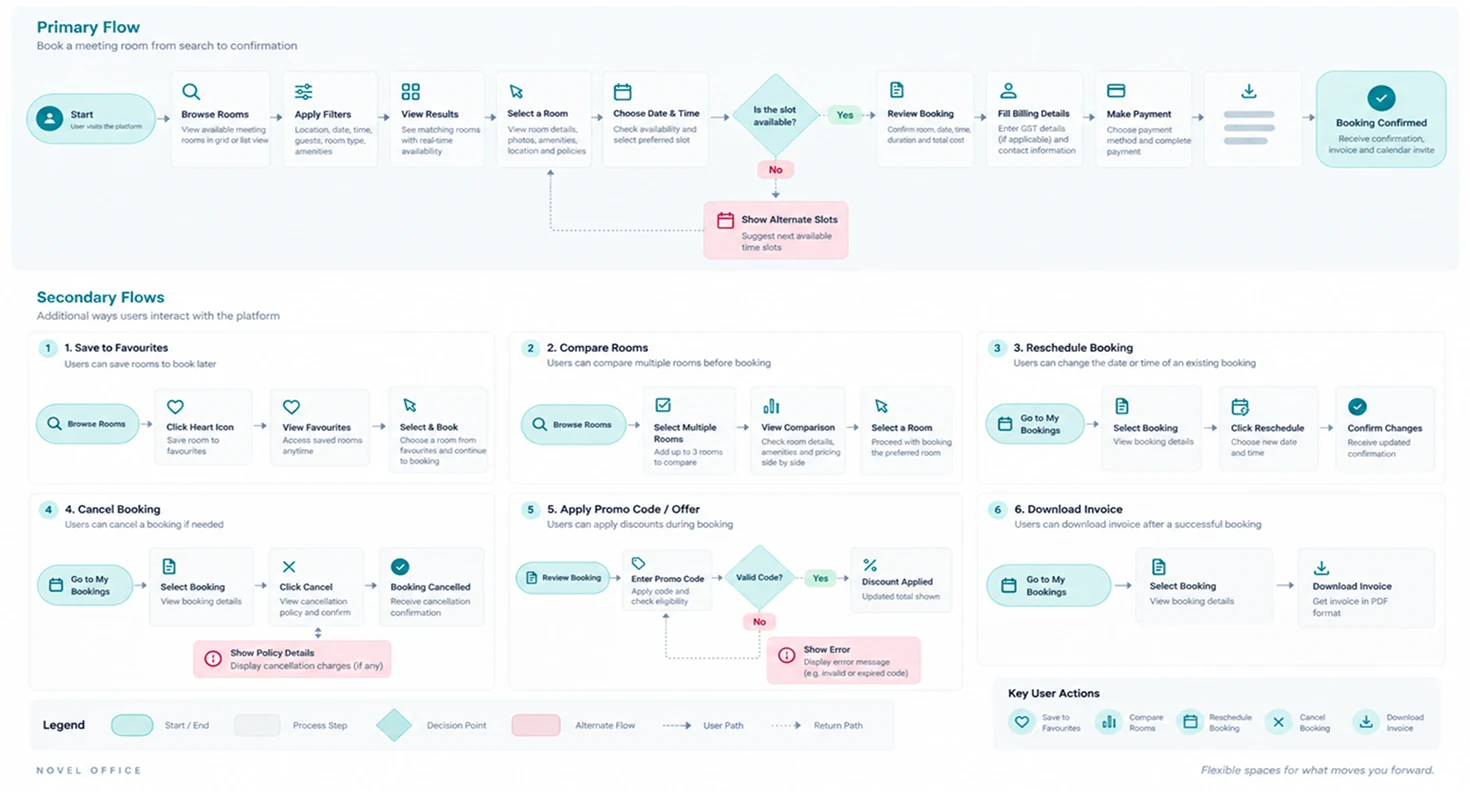 Primary Flow
Book a meeting room from search to confirmation
Start
User visits the platform
Browse Rooms
View available meeting
rooms in grid or list view
Apply Filters
Location, date, time,
guests, room type,
amenities
View Results
See matching rooms
with real-time
availability
Select a Room
View room details,
photos, amenities,
location and policies
Choose Date & Time
Check availability and
select preferred slot
Is the slot
available?
Yes
No
Show Alternate Slots
Suggest next available
time slots
Review Booking
Confirm room, date, time,
duration and total cost
Fill Billing Details
Enter GST details
(if applicable) and
contact information
Make Payment
Choose payment
method and complete
payment
Booking Confirmed
Receive confirmation,
invoice and calendar invite
Secondary Flows
Additional ways users interact with the platform
1
1. Save to Favourites
Users can save rooms to book later
Browse Rooms
Click Heart Icon
Save room to
favourites
View Favourites
Access saved rooms
anytime
Select & Book
Choose a room from
favourites and continue
to booking
2
2. Compare Rooms
Users can compare multiple rooms before booking
Browse Rooms
Select Multiple
Rooms
Add up to 3 rooms
to compare
View Comparison
Check room details,
amenities and pricing
side by side
Select a Room
Proceed with booking
the preferred room
3
3. Reschedule Booking
Users can change the date or time of an existing booking
Go to My
Bookings
Select Booking
View booking details
Click Reschedule
Choose new date
and time
Confirm Changes
Receive updated
confirmation
4
4. Cancel Booking
Users can cancel a booking if needed
Go to My
Bookings
Select Booking
View booking details
Click Cancel
View cancellation
policy and confirm
Booking Cancelled
Receive cancellation
confirmation
Show Policy Details
Display cancellation charges (if any)
5
5. Apply Promo Code / Offer
Users can apply discounts during booking
Review Booking
Enter Promo Code
Apply code and
check eligibility
Valid Code?
Yes
Discount Applied
Updated total shown
No
Show Error
Display error message
(e.g. invalid or expired code)
6
6. Download Invoice
Users can download invoice after a successful booking
Go to My
Bookings
Select Booking
View booking details
Download Invoice
Get invoice in PDF
format
Legend
Start / End
Process Step
Decision Point
Alternate Flow
User Path
Return Path
Key User Actions
Save to
Favourites
Compare
Rooms
Reschedule
Booking
Cancel
Booking
Download
Invoice
NOVEL OFFICE
Flexible spaces for what moves you forward.